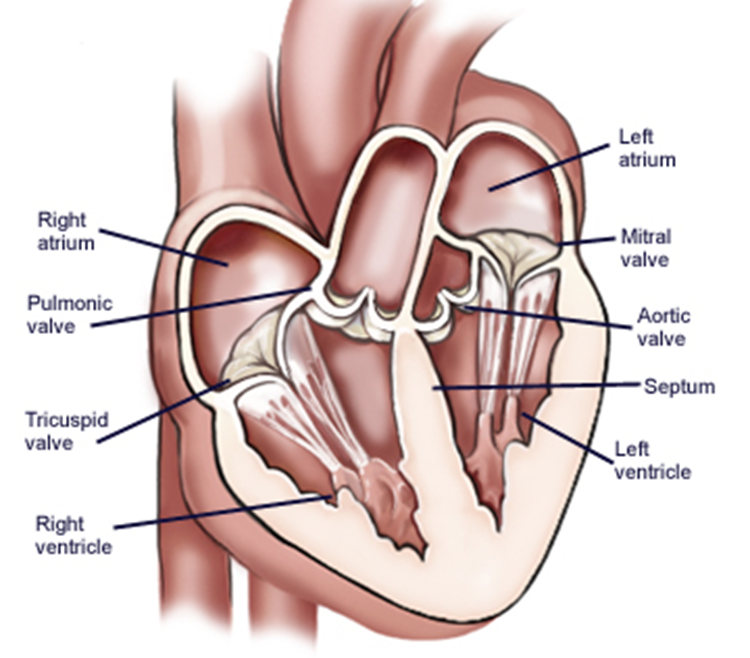 Left
atrium
Right
atrium
Mitral
valve
Pulmonic
valve
Aortic
valve
Septum
Tricuspid
valve
Left
ventricle
Right
ventricle